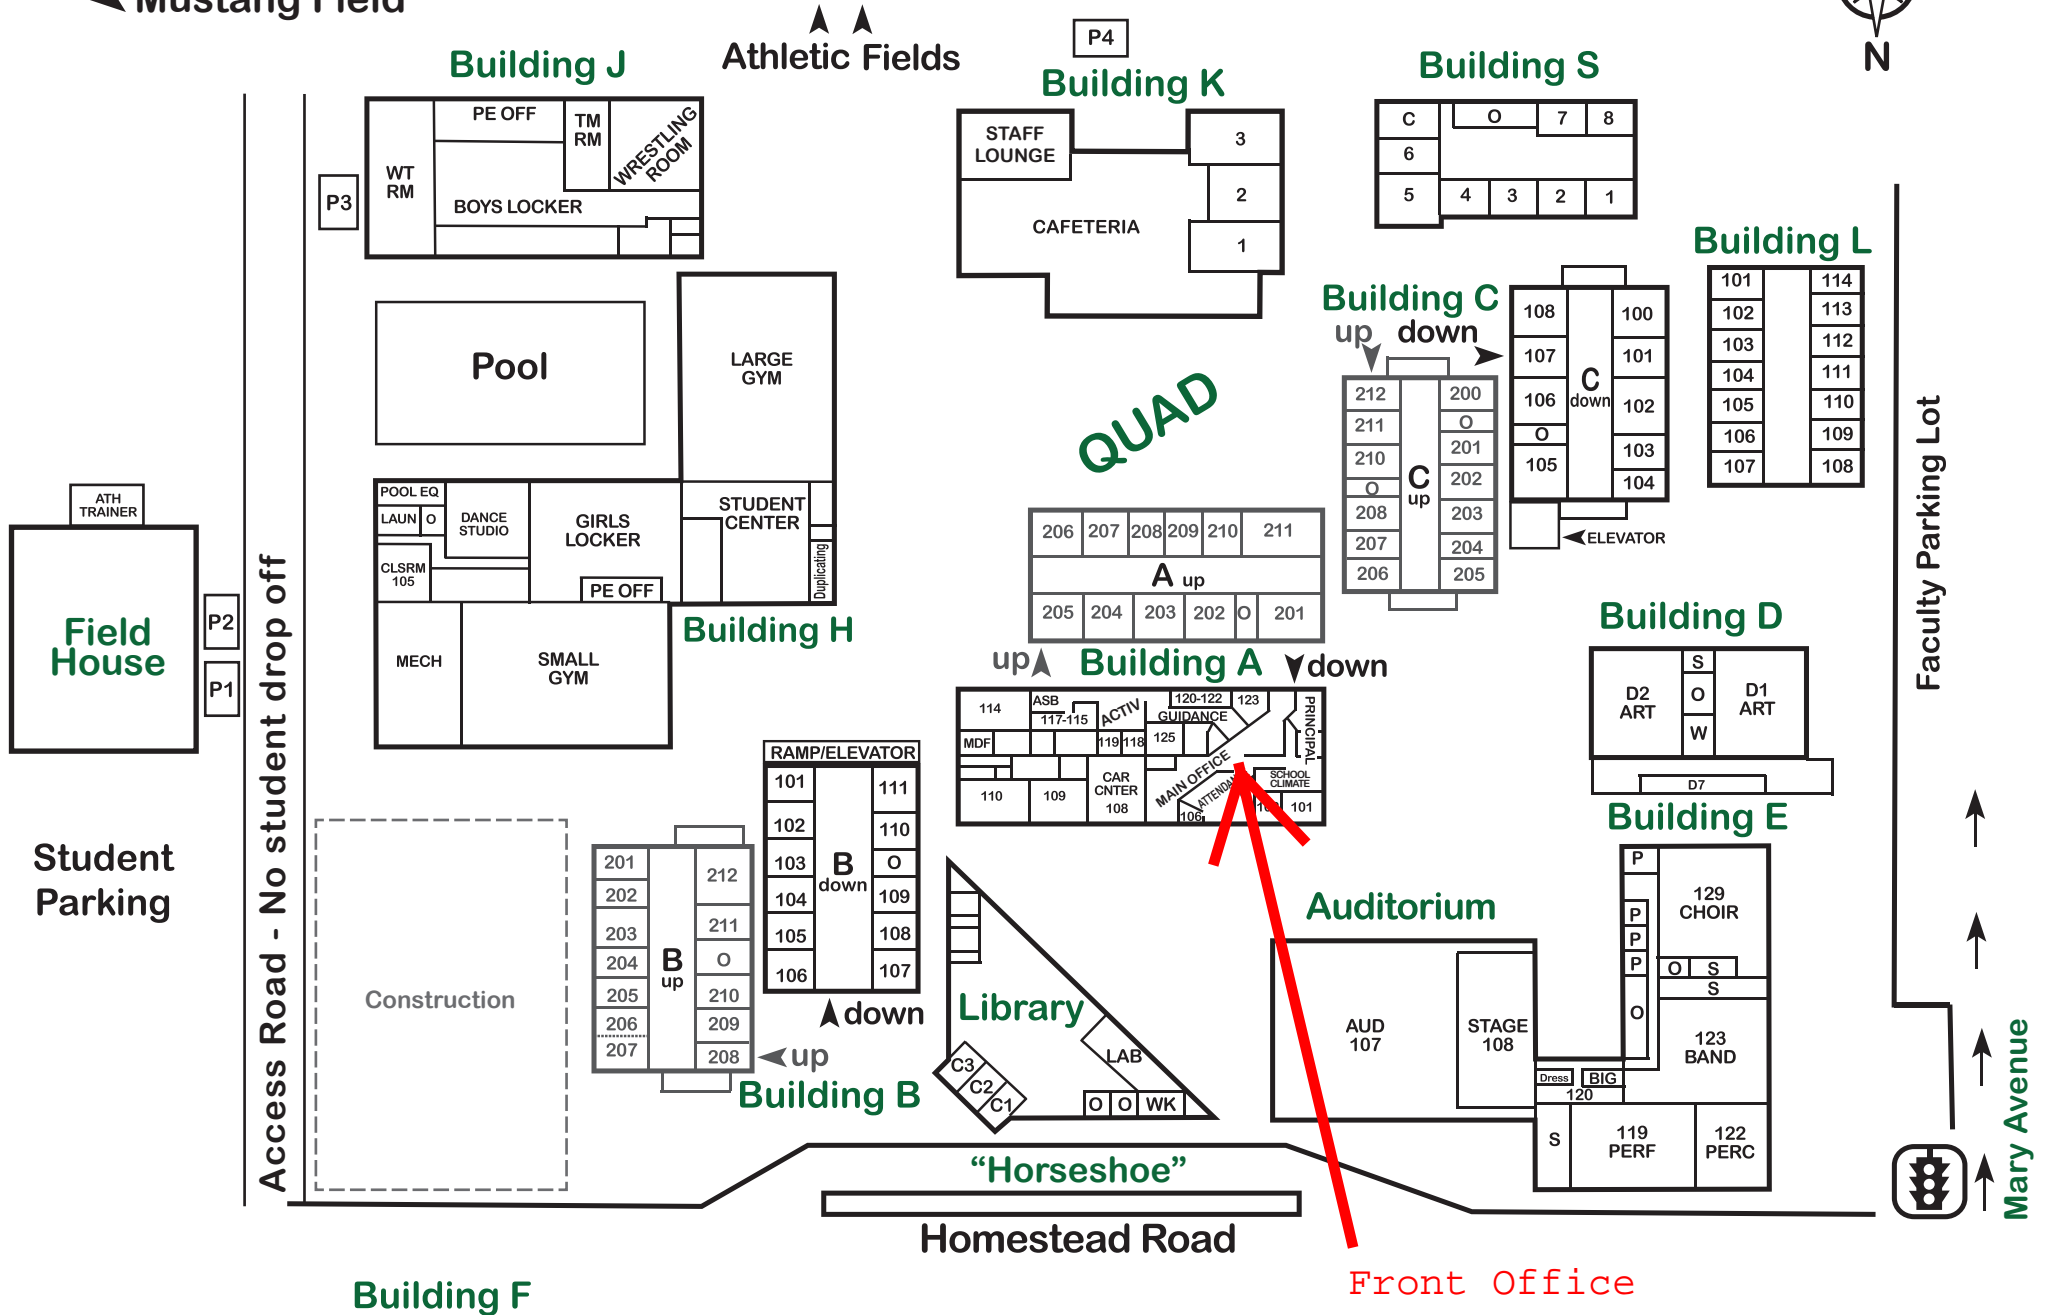 Mustang Field
Athletic Fields
P4
N
Building J
PE OFF
TM
RM
WRESTLING
ROOM
WT
RM
BOYS LOCKER
P3
Building K
STAFF
LOUNGE
3
2
1
CAFETERIA
Building S
C
O
7
8
6
5
4
3
2
1
Building L
101
114
102
113
103
112
104
111
105
110
106
109
107
108
Building C
up
down
108
100
107
101
106
C
down
102
O
103
105
104
ELEVATOR
212
200
211
O
201
210
C
up
202
O
208
203
207
204
206
205
Pool
LARGE
GYM
QUAD
POOL EQ
LAUN
O
DANCE
STUDIO
GIRLS
LOCKER
STUDENT
CENTER
CLSRM
105
PE OFF
Duplicating
MECH
SMALL
GYM
Building H
ATH
TRAINER
Field
House
P2
P1
Access Road - No student drop off
Student
Parking
206
207
208
209
210
211
A up
205
204
203
202
O
201
up
Building A
down
114
ASB
117-115
ACTIV
120-122
123
GUIDANCE
PRINCIPAL
MDF
119
118
125
MAIN OFFICE
SCHOOL
CLIMATE
110
109
CAR
CNTER
108
106
101
Building D
D2
ART
S
O
W
D1
ART
D7
Building E
P
129
CHOIR
P
P
P
O
S
S
O
123
BAND
Dress
BIG
120
S
119
PERF
122
PERC
Faculty Parking Lot
Mary Avenue
RAMP/ELEVATOR
101
111
102
110
103
O
B
down
104
109
105
108
106
107
down
201
212
202
203
211
204
B
up
O
205
210
206
209
207
208
up
Building B
Construction
Library
LAB
C3
C2
C1
O
O
WK
Auditorium
AUD
107
STAGE
108
“Horseshoe”
Homestead Road
Front Office
Building F